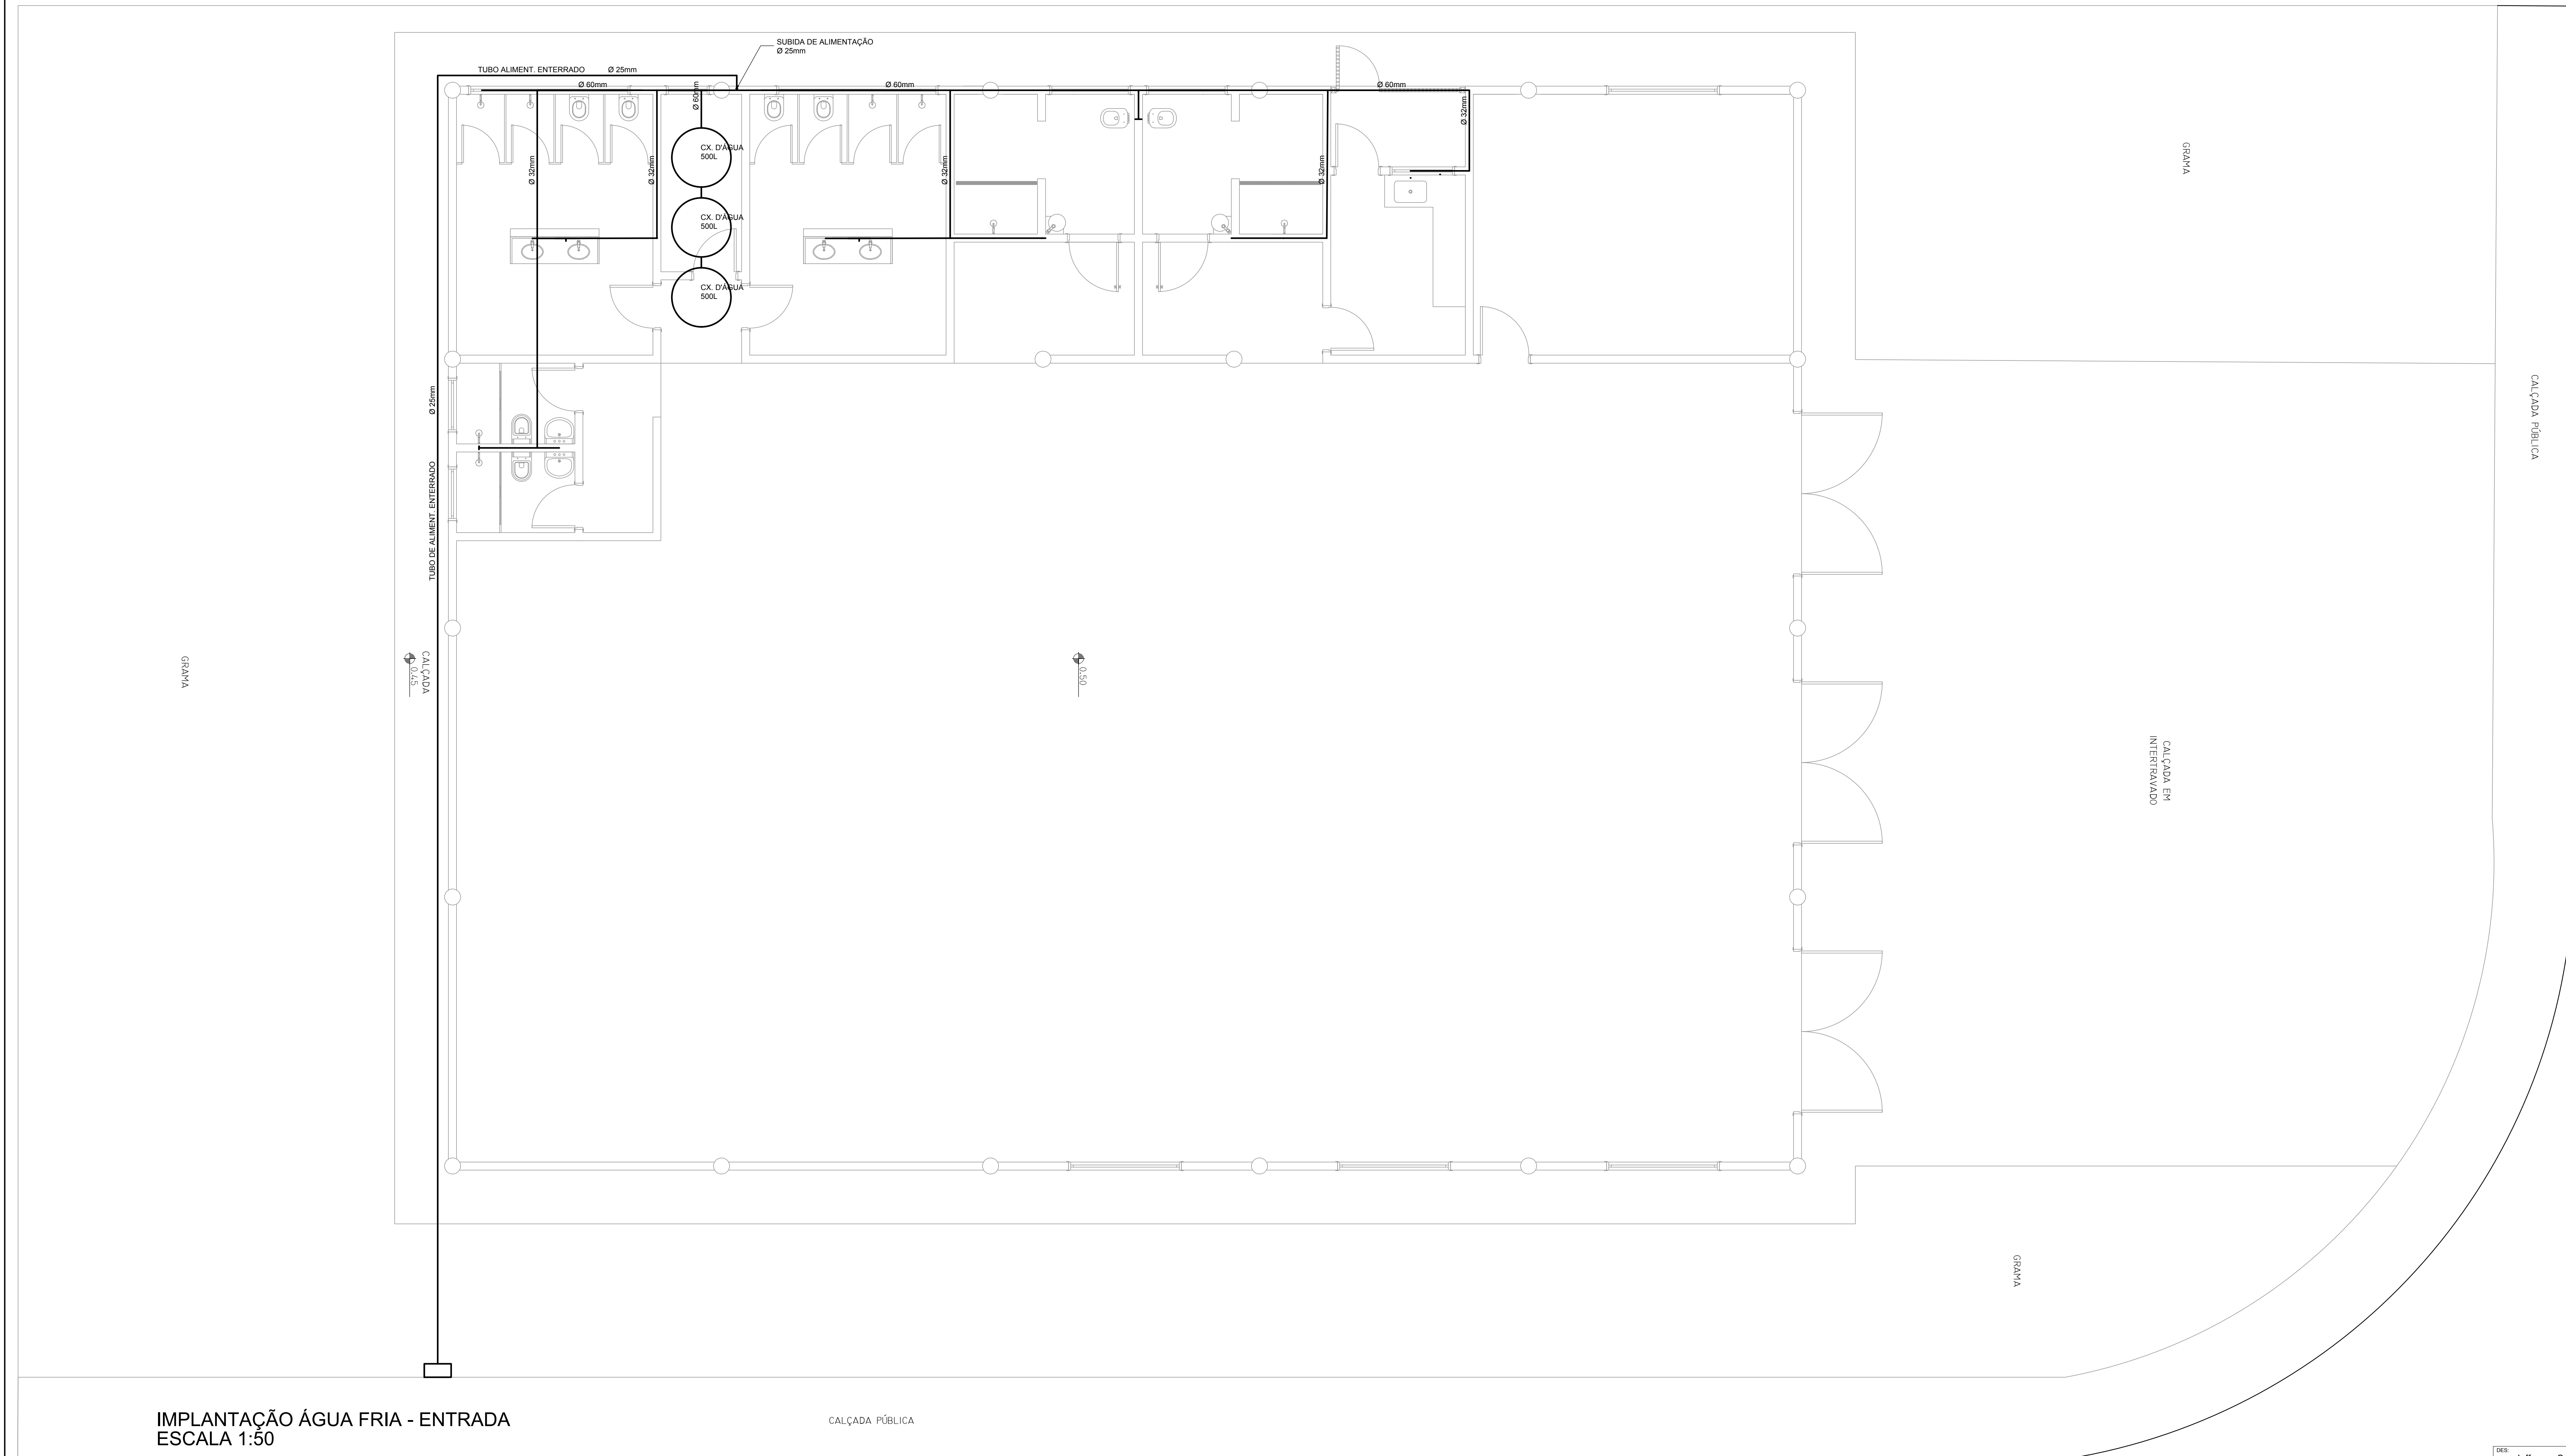 SUBIDA DE ALIMENTAÇÃO
Ø 25mm
TUBO ALIMENT. ENTERRADO Ø 25mm
Ø 60mm
Ø 60mm
Ø 60mm
Ø 60mm
Ø 32mm
CX. D'ÁGUA
500L
Ø 32mm
Ø 32mm
Ø 32mm
Ø 32mm
CX. D'ÁGUA
500L
CX. D'ÁGUA
500L
GRAMA
CALÇADA PÚBLICA
Ø 25mm
TUBO DE ALIMENT. ENTERRADO
GRAMA
CALÇADA
0.45
0.50
CALÇADA EM
INTERTRAVADO
GRAMA
IMPLANTAÇÃO ÁGUA FRIA - ENTRADA
ESCALA 1:50
CALÇADA PÚBLICA
DES: